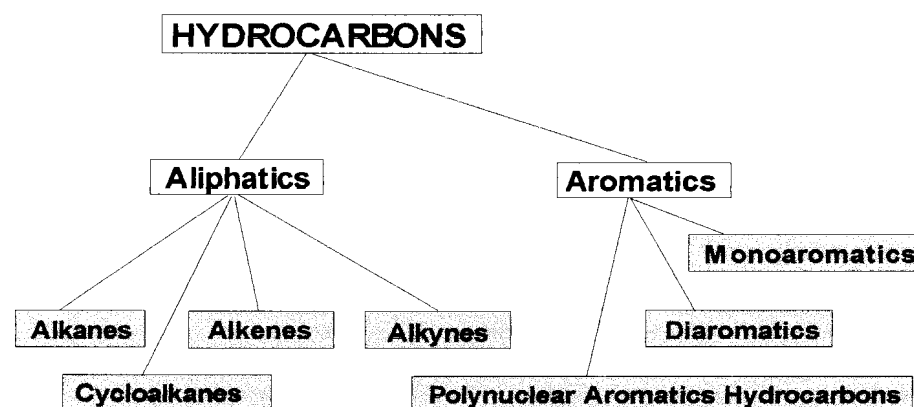 HYDROCARBONS
Aliphatics
Aromatics
Monoaromatics
Alkanes
Alkenes
Alkynes
Diaromatics
Cycloalkanes
Polynuclear Aromatics Hydrocarbons